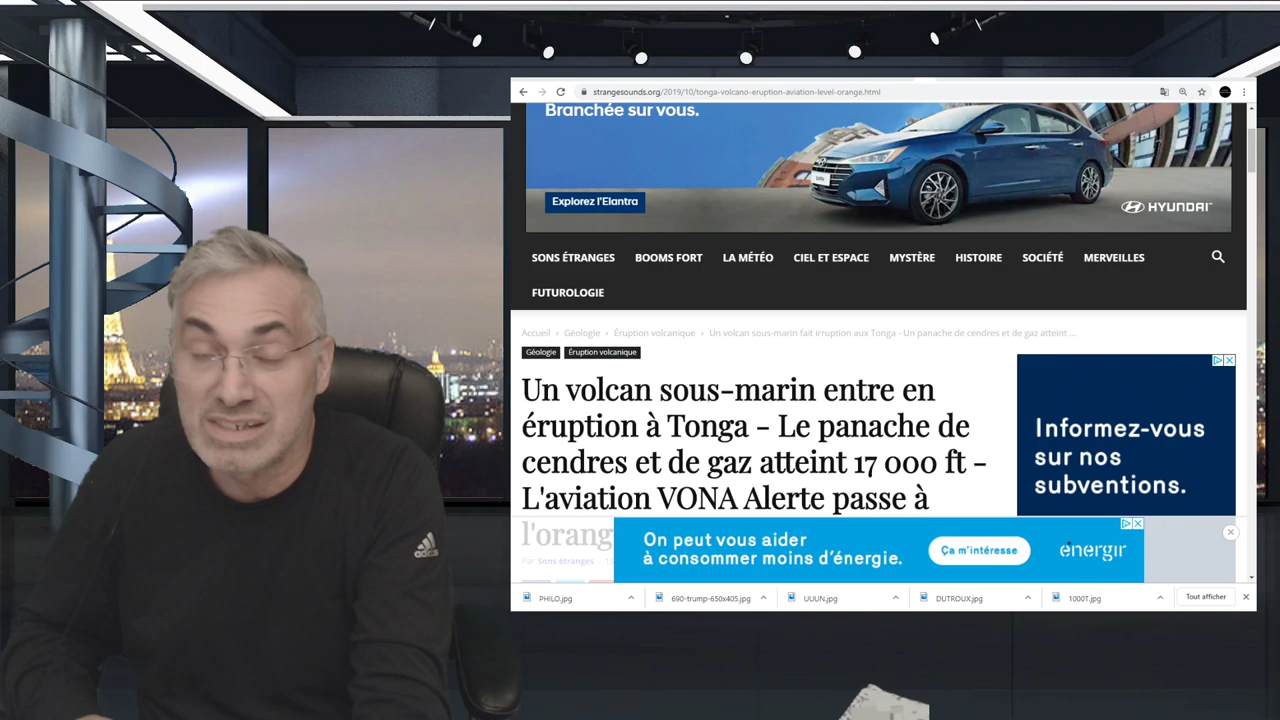 strangesounds.org/2019/10/tonga-volcano-eruption-aviation-level-orange.html
Branchée sur vous.
Explorez l'Elantra
HYUNDAI
SONS ÉTRANGES BOOMS FORT LA MÉTÉO CIEL ET ESPACE MYSTÈRE HISTOIRE SOCIÉTÉ MERVEILLES
FUTUROLOGIE
Accueil › Géologie › Éruption volcanique › Un volcan sous-marin fait irruption aux Tonga - Un panache de cendres et de gaz atteint ...
Géologie Éruption volcanique
Un volcan sous-marin entre en
éruption à Tonga - Le panache de
cendres et de gaz atteint 17 000 ft -
L'aviation VONA Alerte passe à
l'orang
Par Sons étranges
Informez-vous
sur nos
subventions.
On peut vous aider
à consommer moins d'énergie.
Ça m'intéresse
énergir
PHILO.jpg 690-trump-650x405.jpg UUUN.jpg DUTROUX.jpg 1000T.jpg Tout afficher
adidas